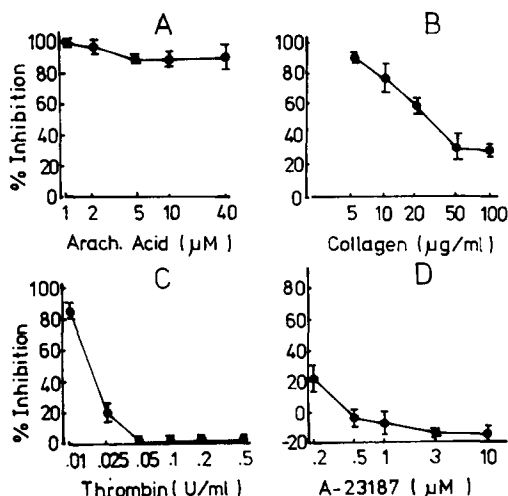 A
B
100
80
60
40
20
0
% Inhibition
1 2 5 10 40
Arach. Acid ( µM )
100
80
60
40
20
0
5 10 20 50 100
Collagen ( µg/ml )
C
D
100
80
60
40
20
0
% Inhibition
.01 .025 .05 .1 .2 .5
Thrombin ( U/ml )
80
60
40
20
0
-20
.2 .5 1 3 10
A-23187 ( µM )